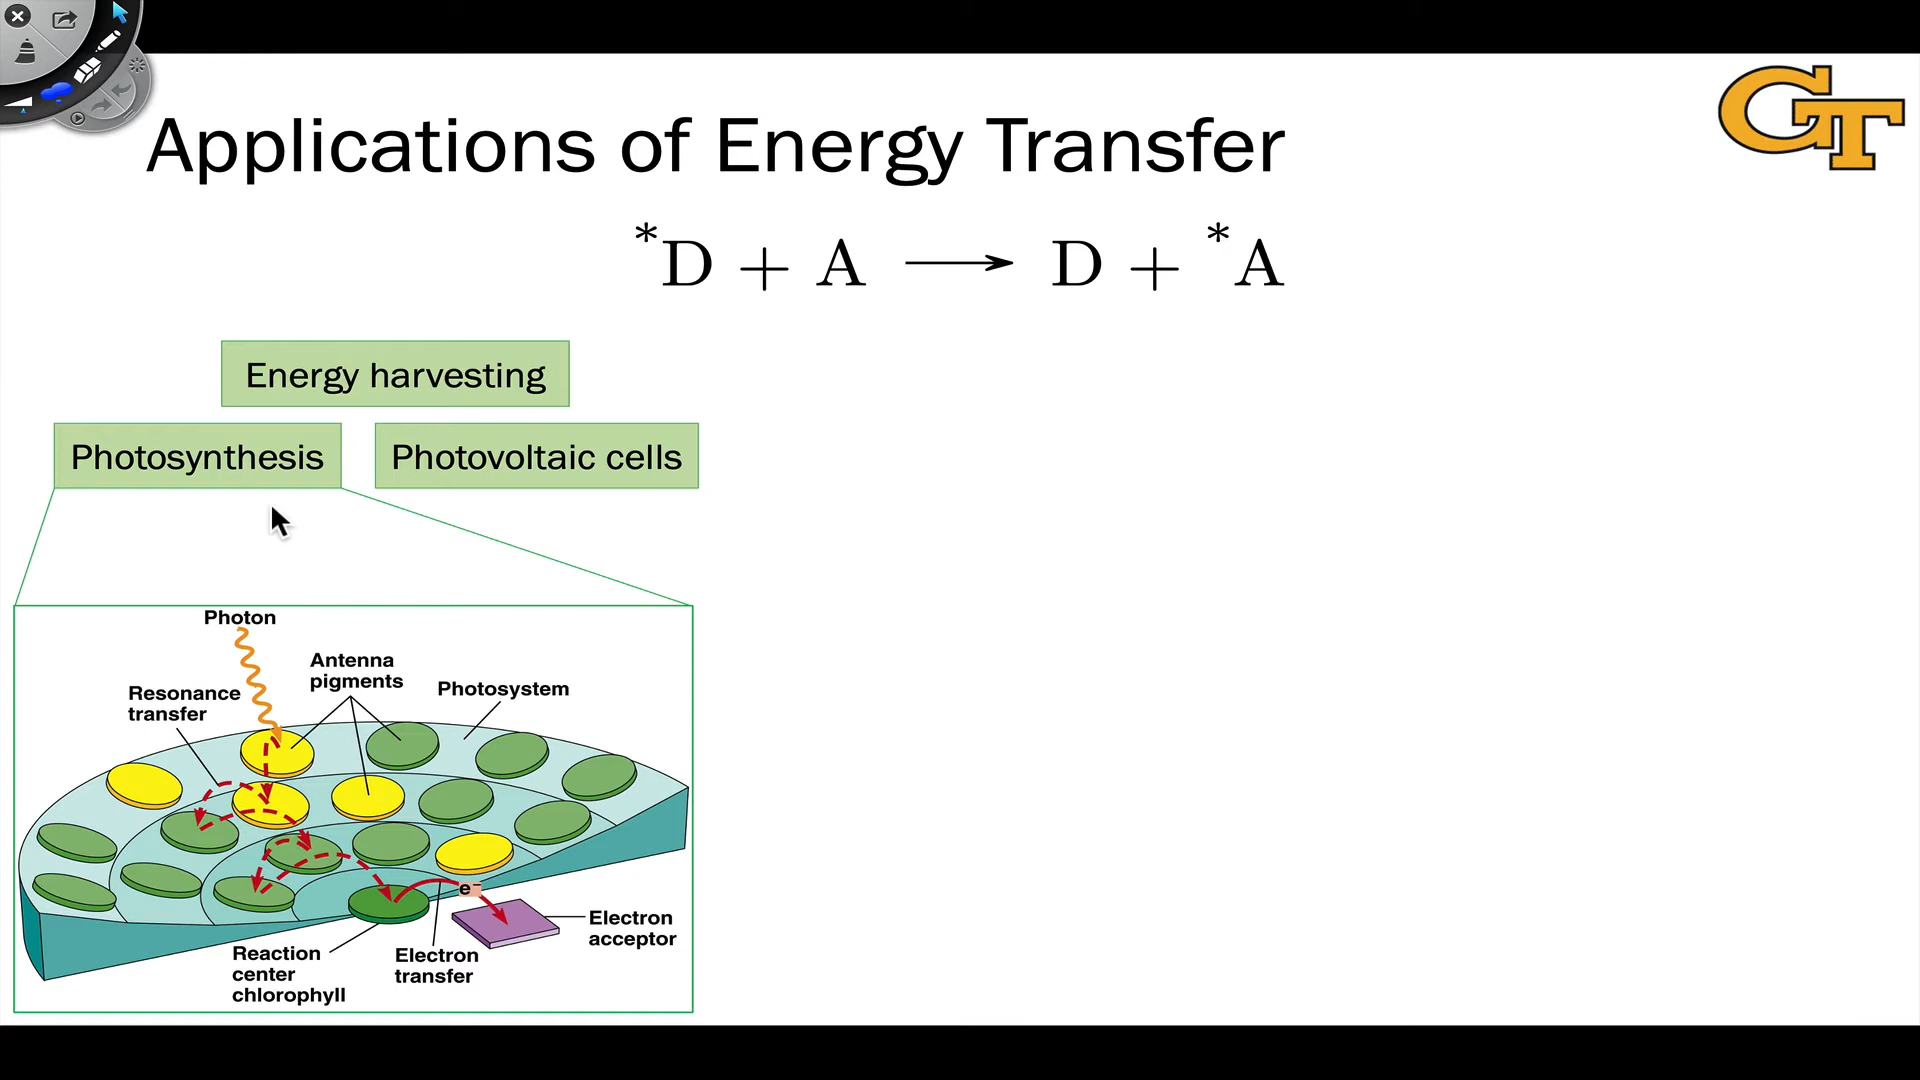 GT
Applications of Energy Transfer
*D + A ⟶ D + *A
Energy harvesting
Photosynthesis
Photovoltaic cells
Photon
Antenna
pigments
Photosystem
Resonance
transfer
e⁻
Electron
acceptor
Reaction
center
chlorophyll
Electron
transfer